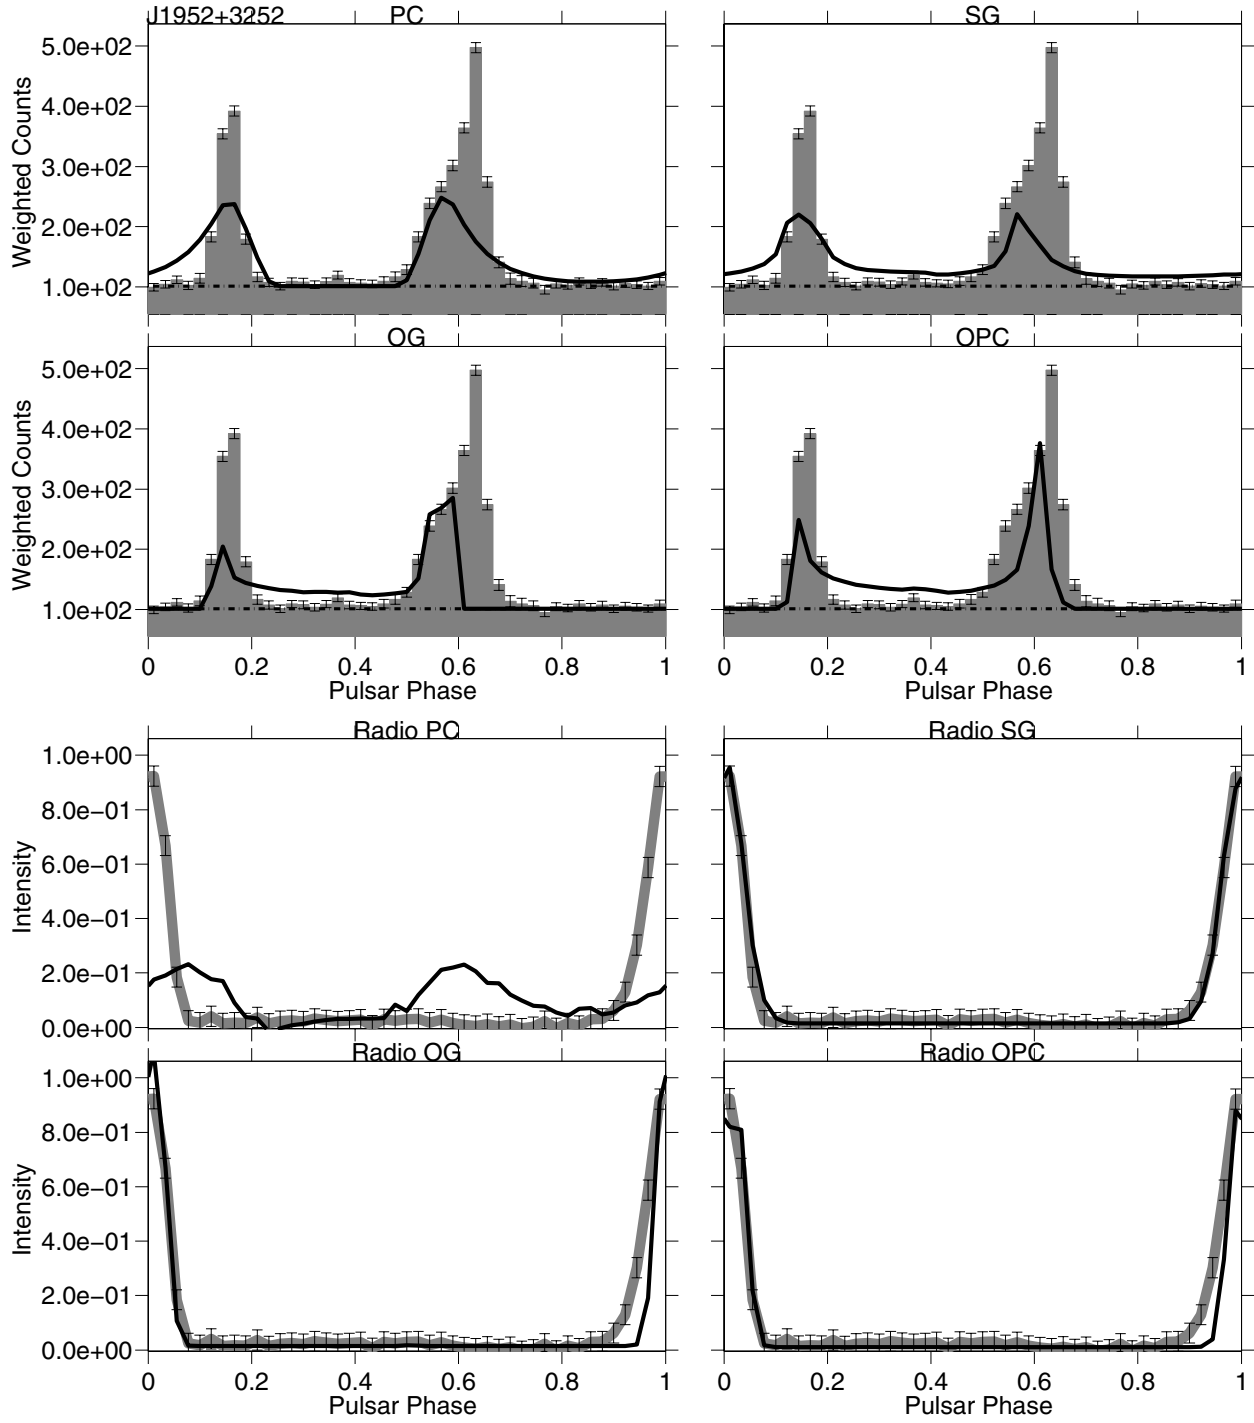 J1952+3252 PC SG
Weighted Counts
5.0e+02
4.0e+02
3.0e+02
2.0e+02
1.0e+02
OG OPC
Weighted Counts
5.0e+02
4.0e+02
3.0e+02
2.0e+02
1.0e+02
0 0.2 0.4 0.6 0.8 1 0 0.2 0.4 0.6 0.8 1
Pulsar Phase Pulsar Phase
Radio PC Radio SG
Intensity
1.0e+00
8.0e−01
6.0e−01
4.0e−01
2.0e−01
0.0e+00
Radio OG Radio OPC
Intensity
1.0e+00
8.0e−01
6.0e−01
4.0e−01
2.0e−01
0.0e+00
0 0.2 0.4 0.6 0.8 1 0 0.2 0.4 0.6 0.8 1
Pulsar Phase Pulsar Phase